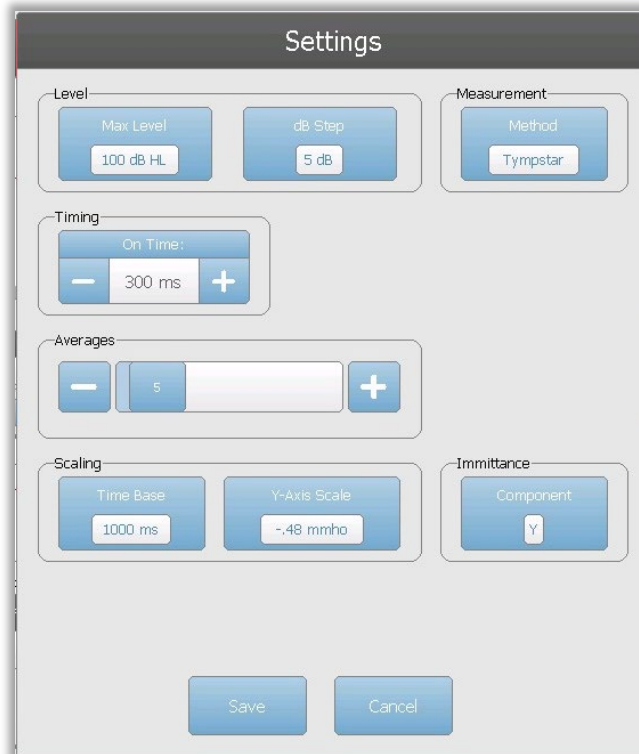 Settings
Level
Max Level
100 dB HL
dB Step
5 dB
Measurement
Method
Tympstar
Timing
On Time:
300 ms
Averages
5
Scaling
Time Base
1000 ms
Y-Axis Scale
-.48 mmho
Immittance
Component
Y
Save
Cancel